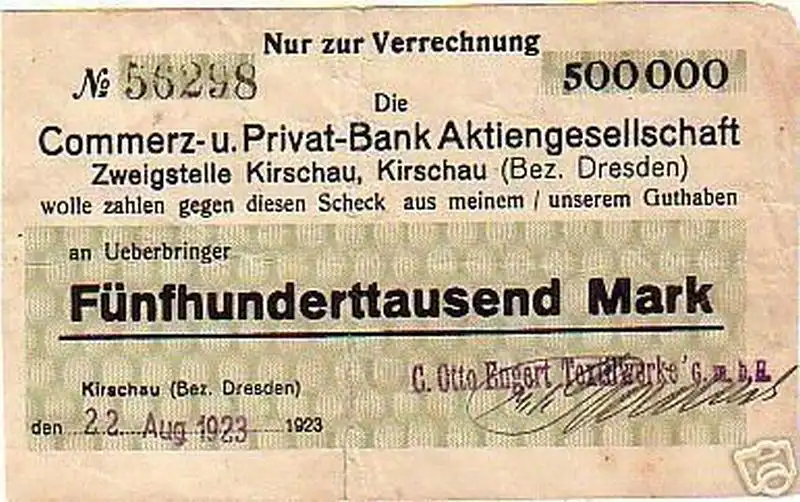 Nur zur Verrechnung
№ 56298
500 000
Die
Commerz- u. Privat-Bank Aktiengesellschaft
Zweigstelle Kirschau, Kirschau (Bez. Dresden)
wolle zahlen gegen diesen Scheck aus meinem / unserem Guthaben
an Ueberbringer
Fünfhunderttausend Mark
Kirschau (Bez. Dresden)
C. Otto Engert Textilwerke G. m. b. H.
den 22. Aug 1923 1923